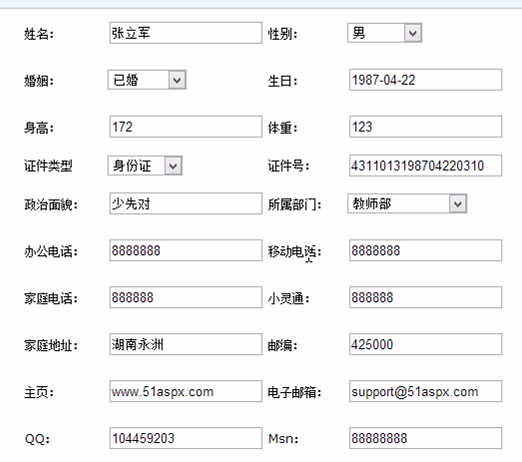 姓名: 张立军 性别: 男
婚姻: 已婚 生日: 1987-04-22
身高: 172 体重: 123
证件类型 身份证 证件号: 4311013198704220310
政治面貌: 少先对 所属部门: 教师部
办公电话: 8888888 移动电话: 8888888
家庭电话: 888888 小灵通: 888888
家庭地址: 湖南永洲 邮编: 425000
主页: www.51aspx.com 电子邮箱: support@51aspx.com
QQ: 104459203 Msn: 88888888